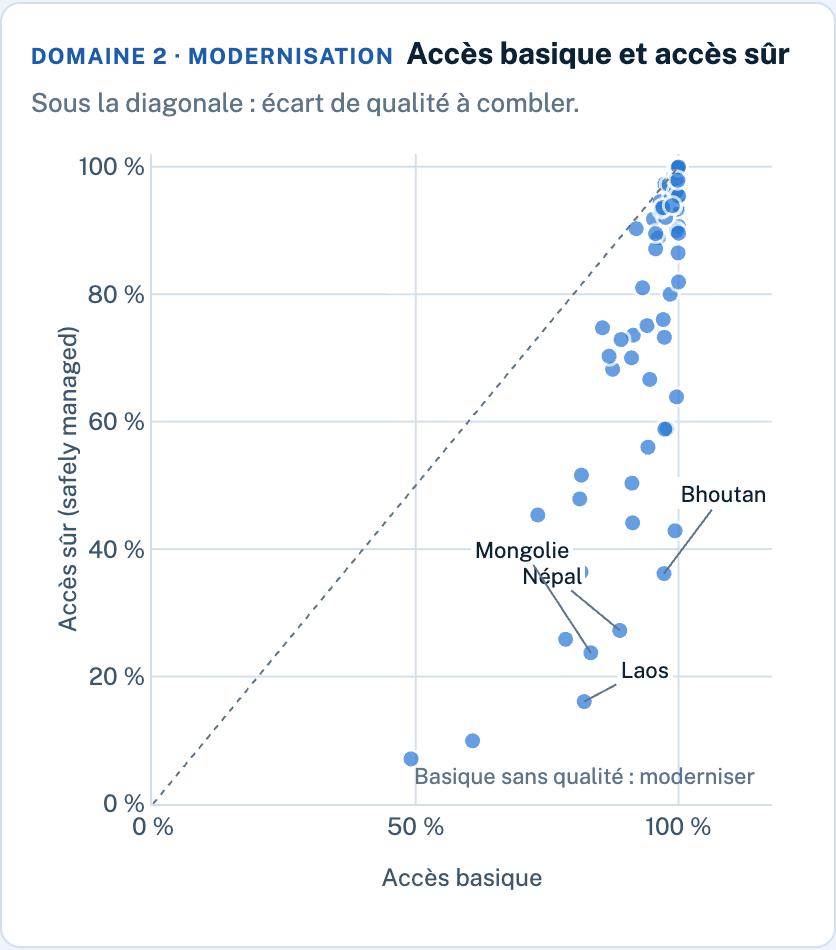 DOMAINE 2 · MODERNISATION Accès basique et accès sûr
Sous la diagonale : écart de qualité à combler.
100 %
80 %
60 %
40 %
20 %
0 %
Accès sûr (safely managed)
Bhoutan
Mongolie
Népal
Laos
Basique sans qualité : moderniser
0 %
50 %
100 %
Accès basique